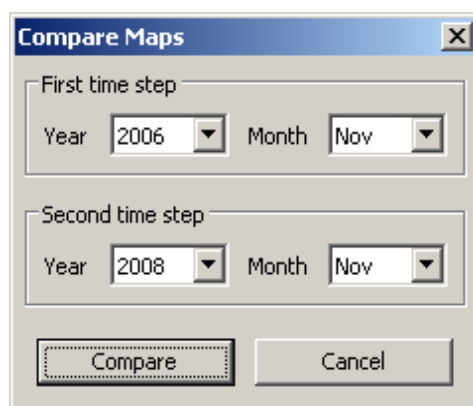 Compare Maps
First time step
Year 2006 Month Nov
Second time step
Year 2008 Month Nov
Compare Cancel